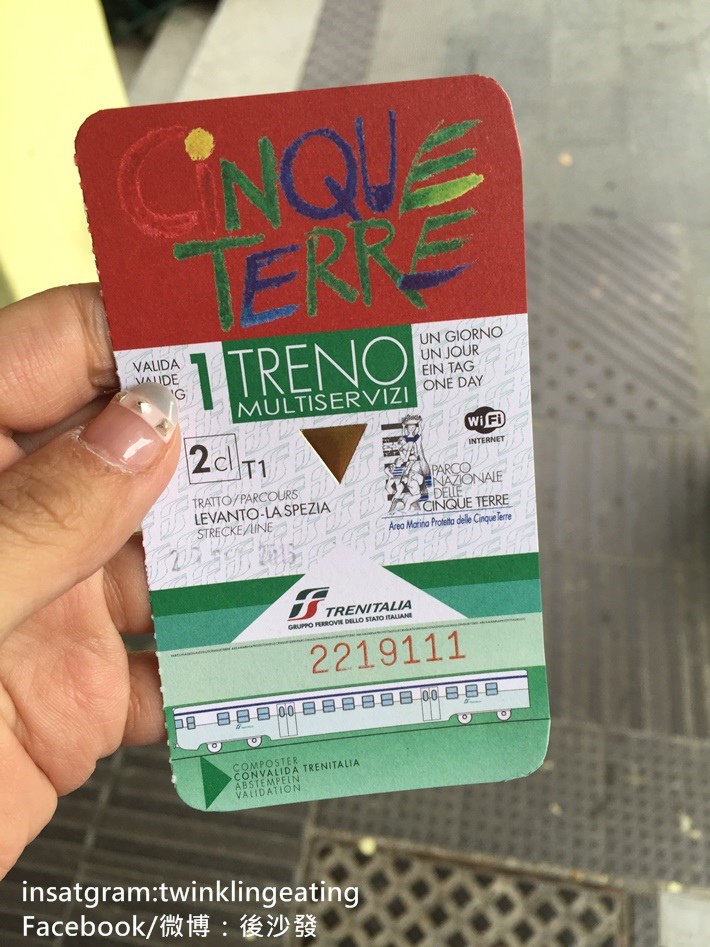 CINQUE
TERRE
VALIDA
1
TRENO
MULTISERVIZI
UN GIORNO
UN JOUR
EIN TAG
ONE DAY
2cl T1
WiFi
INTERNET
TRATTO/PARCOURS
LEVANTO-LA SPEZIA
STRECKE/LINE
PARCO
NAZIONALE
DELLE
CINQUE TERRE
Area Marina Protetta delle Cinque Terre
TRENITALIA
GRUPPO FERROVIE DELLO STATO ITALIANE
2219111
COMPOSTER
CONVALIDA TRENITALIA
ABSTEMPELN
VALIDATION
insatgram:twinklingeating
Facebook/微博：後沙發